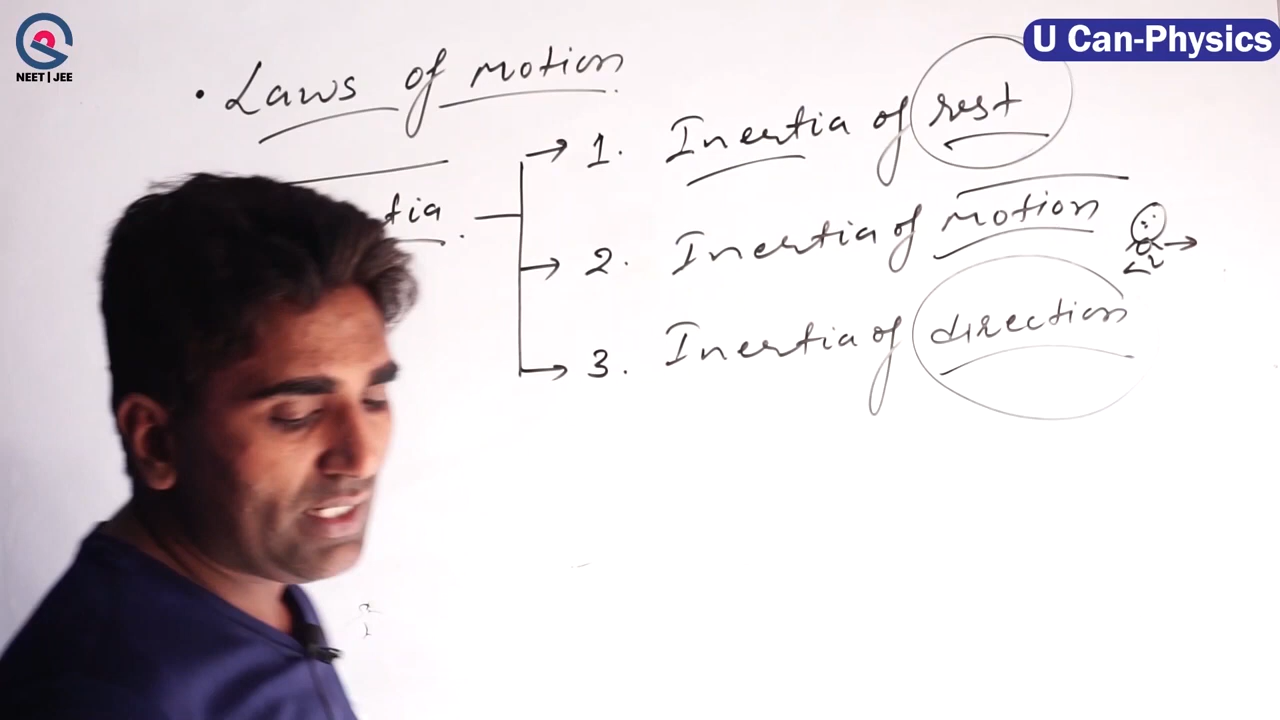 NEET | JEE
U Can-Physics
• Laws of motion
tia.
→ 1. Inertia of rest
→ 2. Inertia of motion
→ 3. Inertia of direction